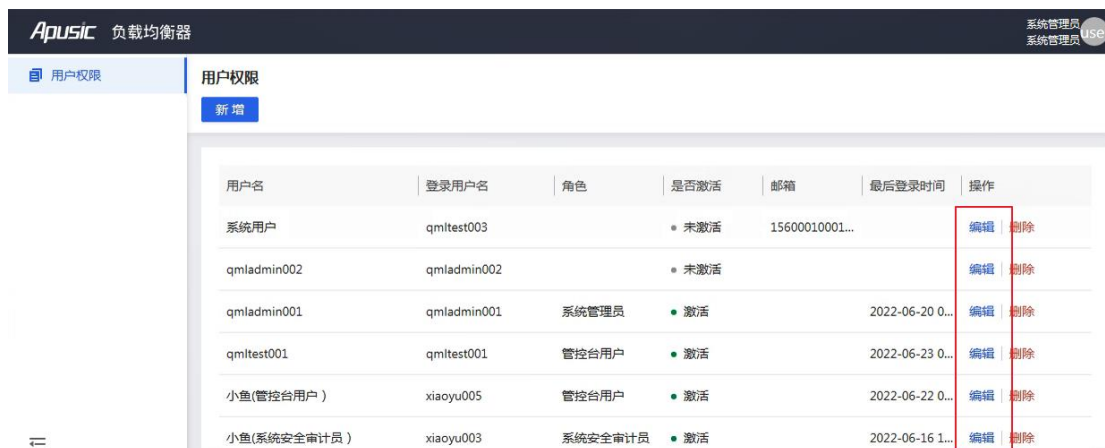 Apusic 负载均衡器
系统管理员
系统管理员
use
用户权限
用户权限
新增
用户名 登录用户名 角色 是否激活 邮箱 最后登录时间 操作
系统用户 qmltest003 未激活 15600010001... 编辑 删除
qmladmin002 qmladmin002 未激活 编辑 删除
qmladmin001 qmladmin001 系统管理员 激活 2022-06-20 0... 编辑 删除
qmltest001 qmltest001 管控台用户 激活 2022-06-23 0... 编辑 删除
小鱼(管控台用户) xiaoyu005 管控台用户 激活 2022-06-22 0... 编辑 删除
小鱼(系统安全审计员) xiaoyu003 系统安全审计员 激活 2022-06-16 1... 编辑 删除